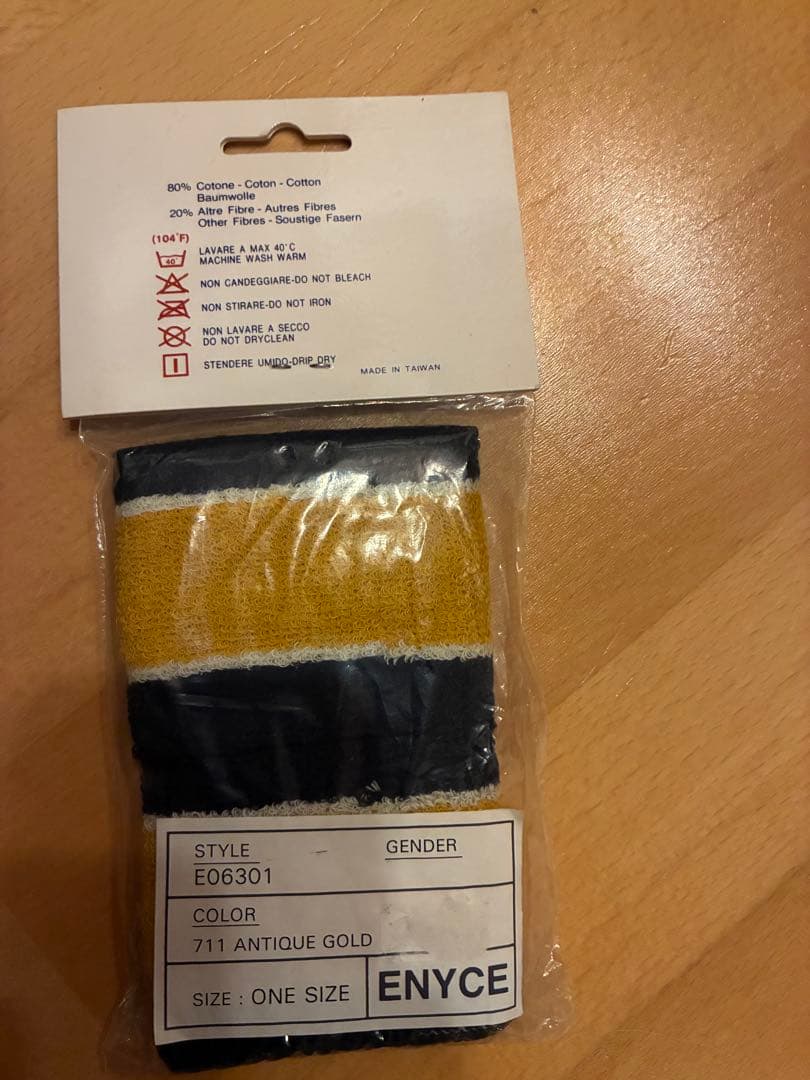 80% Cotone - Coton - Cotton
Baumwolle
20% Altre Fibre - Autres Fibres
Other Fibres - Soustige Fasern
(104°F)
40°
LAVARE A MAX 40°C
MACHINE WASH WARM
NON CANDEGGIARE-DO NOT BLEACH
NON STIRARE-DO NOT IRON
NON LAVARE A SECCO
DO NOT DRYCLEAN
STENDERE UMIDO-DRIP DRY
MADE IN TAIWAN
STYLE GENDER
E06301
COLOR
711 ANTIQUE GOLD
SIZE : ONE SIZE ENYCE